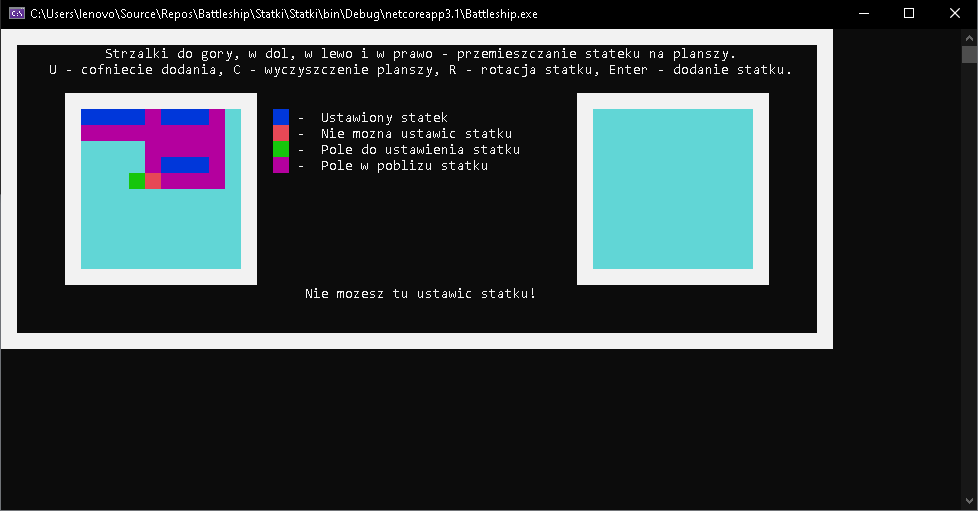 C:\Users\lenovo\Source\Repos\Battleship\Statki\Statki\bin\Debug\netcoreapp3.1\Battleship.exe
Strzalki do gory, w dol, w lewo i w prawo - przemieszczanie stateku na planszy.
U - cofniecie dodania, C - wyczyszczenie planszy, R - rotacja statku, Enter - dodanie statku.
- Ustawiony statek
- Nie mozna ustawic statku
- Pole do ustawienia statku
- Pole w poblizu statku
Nie mozesz tu ustawic statku!